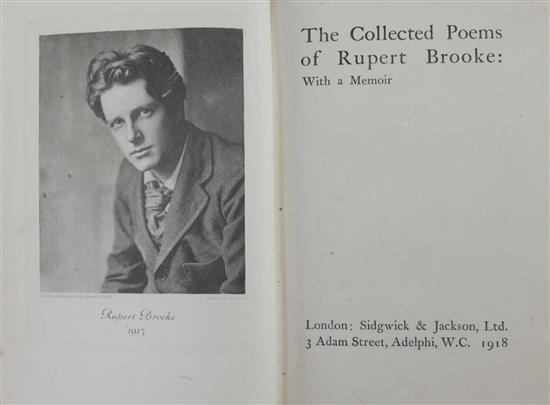 Rupert Brooke
1913
The Collected Poems
of Rupert Brooke:
With a Memoir
London: Sidgwick & Jackson, Ltd.
3 Adam Street, Adelphi, W.C. 1918